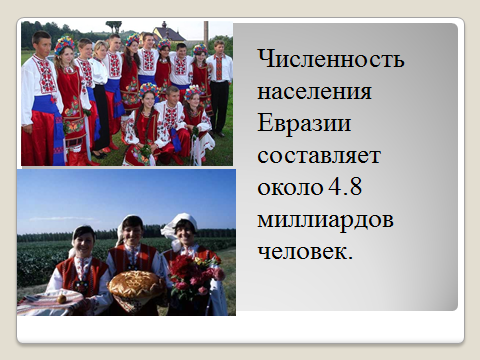 Численность
населения
Евразии
составляет
около 4.8
миллиардов
человек.